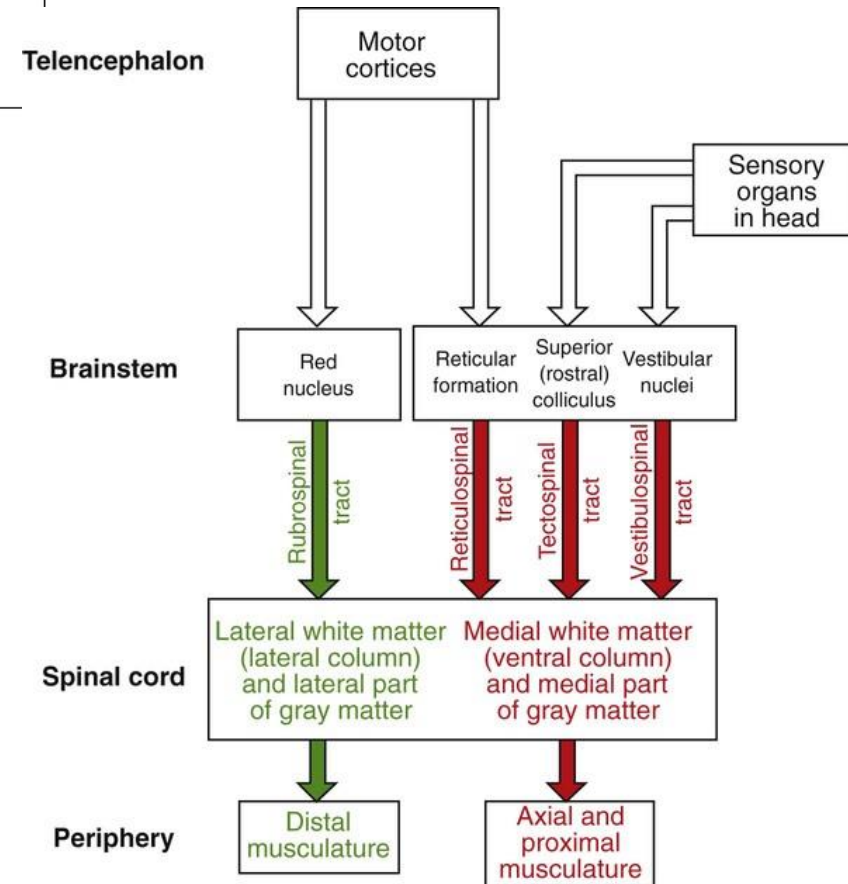 Telencephalon
Motor
cortices
Sensory
organs
in head
Brainstem
Red
nucleus
Reticular
formation
Superior
(rostral)
colliculus
Vestibular
nuclei
Rubrospinal
tract
Reticulospinal
tract
Tectospinal
tract
Vestibulospinal
tract
Spinal cord
Lateral white matter
(lateral column)
and lateral part
of gray matter
Medial white matter
(ventral column)
and medial part
of gray matter
Periphery
Distal
musculature
Axial and
proximal
musculature